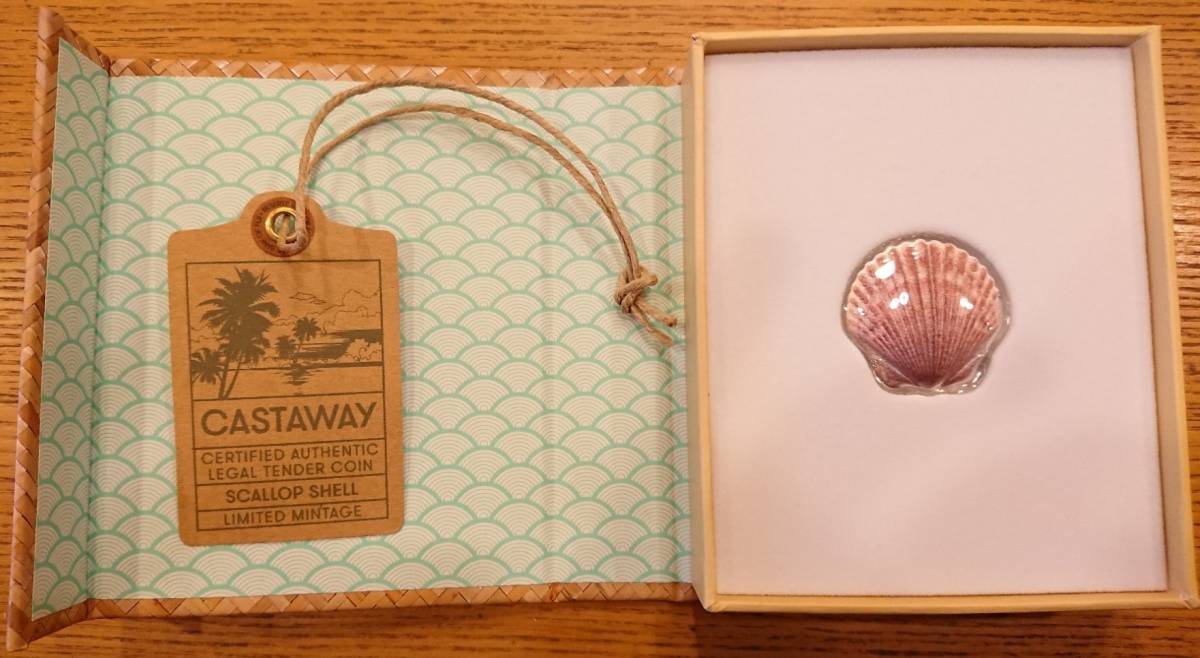 CASTAWAY
CERTIFIED AUTHENTIC
LEGAL TENDER COIN
SCALLOP SHELL
LIMITED MINTAGE